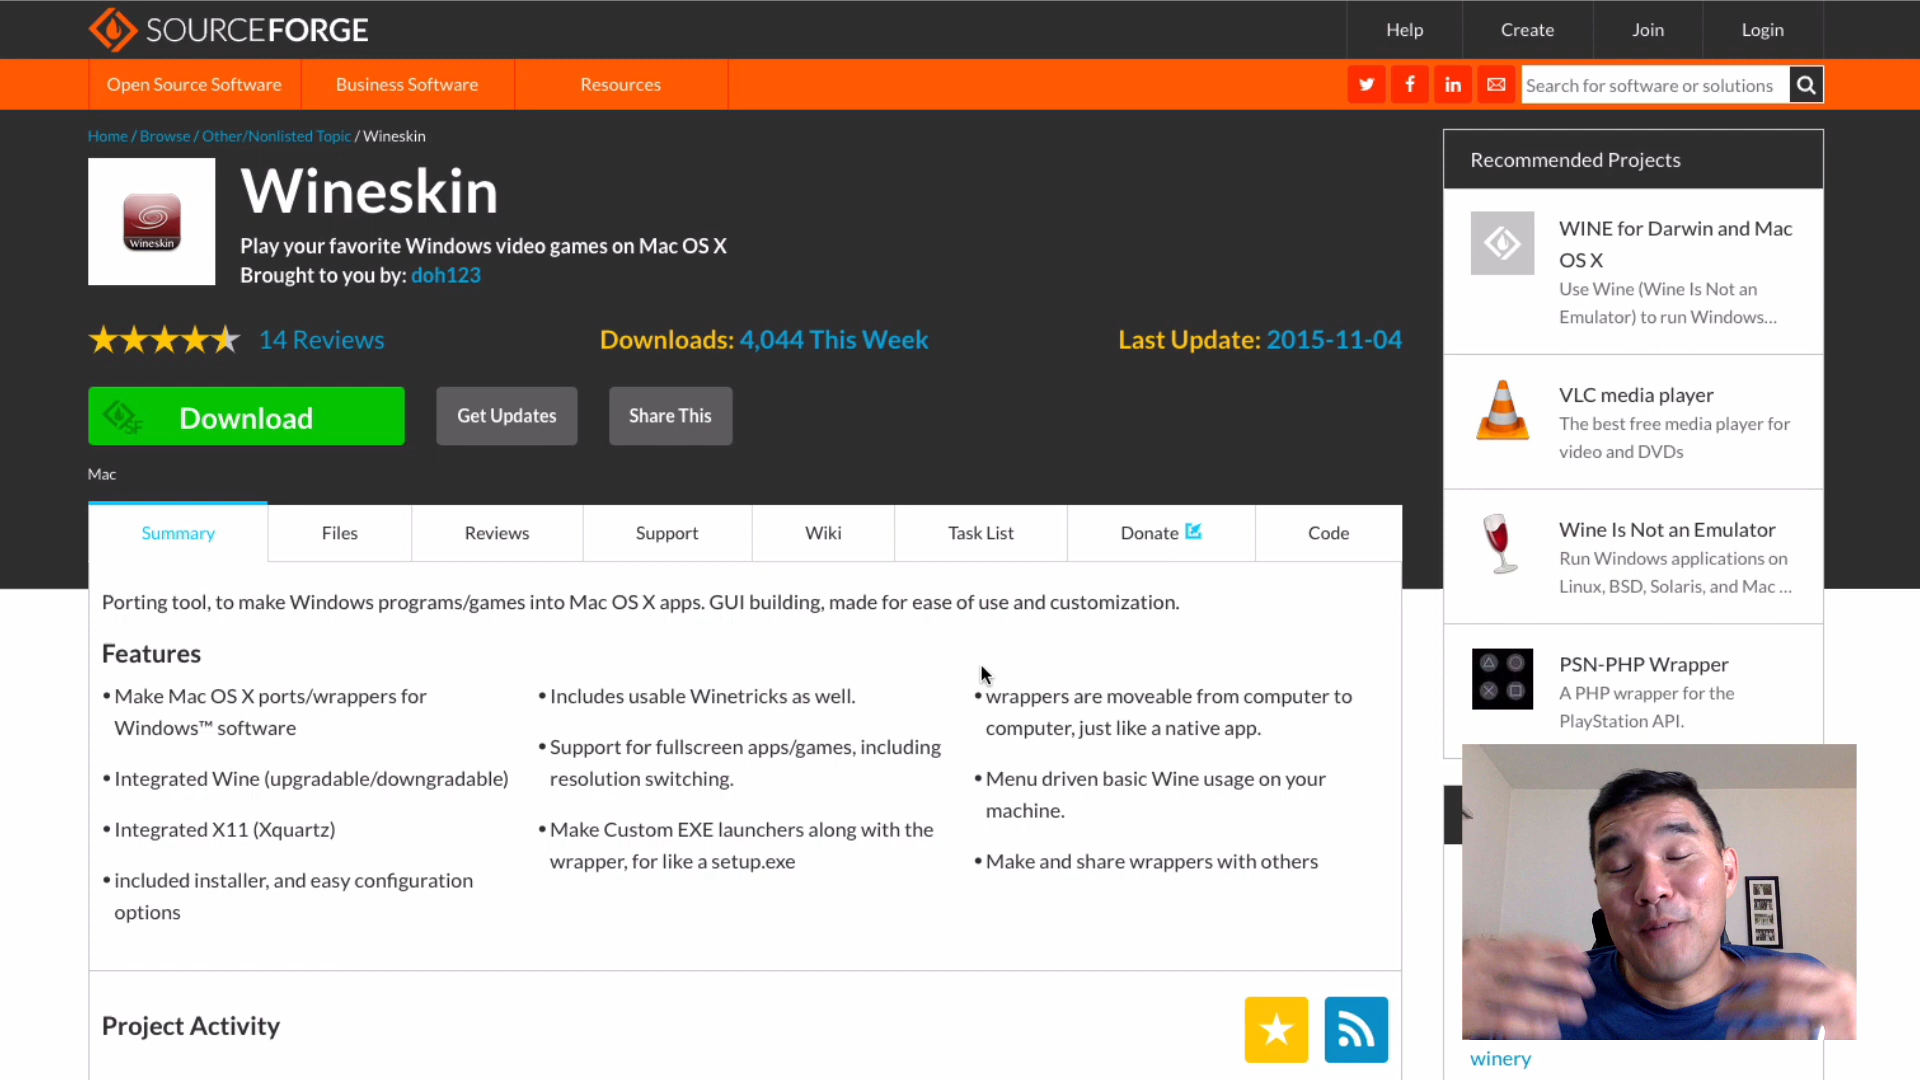 SOURCEFORGE
Help
Create
Join
Login
Open Source Software
Business Software
Resources
Search for software or solutions
Home / Browse / Other/Nonlisted Topic / Wineskin
Wineskin
Wineskin
Play your favorite Windows video games on Mac OS X
Brought to you by: doh123
14 Reviews
Downloads: 4,044 This Week
Last Update: 2015-11-04
SF
Download
Get Updates
Share This
Mac
Summary
Files
Reviews
Support
Wiki
Task List
Donate
Code
Porting tool, to make Windows programs/games into Mac OS X apps. GUI building, made for ease of use and customization.
Features
• Make Mac OS X ports/wrappers for
Windows™ software
• Integrated Wine (upgradable/downgradable)
• Integrated X11 (Xquartz)
• included installer, and easy configuration
options
• Includes usable Winetricks as well.
• Support for fullscreen apps/games, including
resolution switching.
• Make Custom EXE launchers along with the
wrapper, for like a setup.exe
• wrappers are moveable from computer to
computer, just like a native app.
• Menu driven basic Wine usage on your
machine.
• Make and share wrappers with others
Project Activity
Recommended Projects
WINE for Darwin and Mac
OS X
Use Wine (Wine Is Not an
Emulator) to run Windows...
VLC media player
The best free media player for
video and DVDs
Wine Is Not an Emulator
Run Windows applications on
Linux, BSD, Solaris, and Mac ...
PSN-PHP Wrapper
A PHP wrapper for the
PlayStation API.
winery